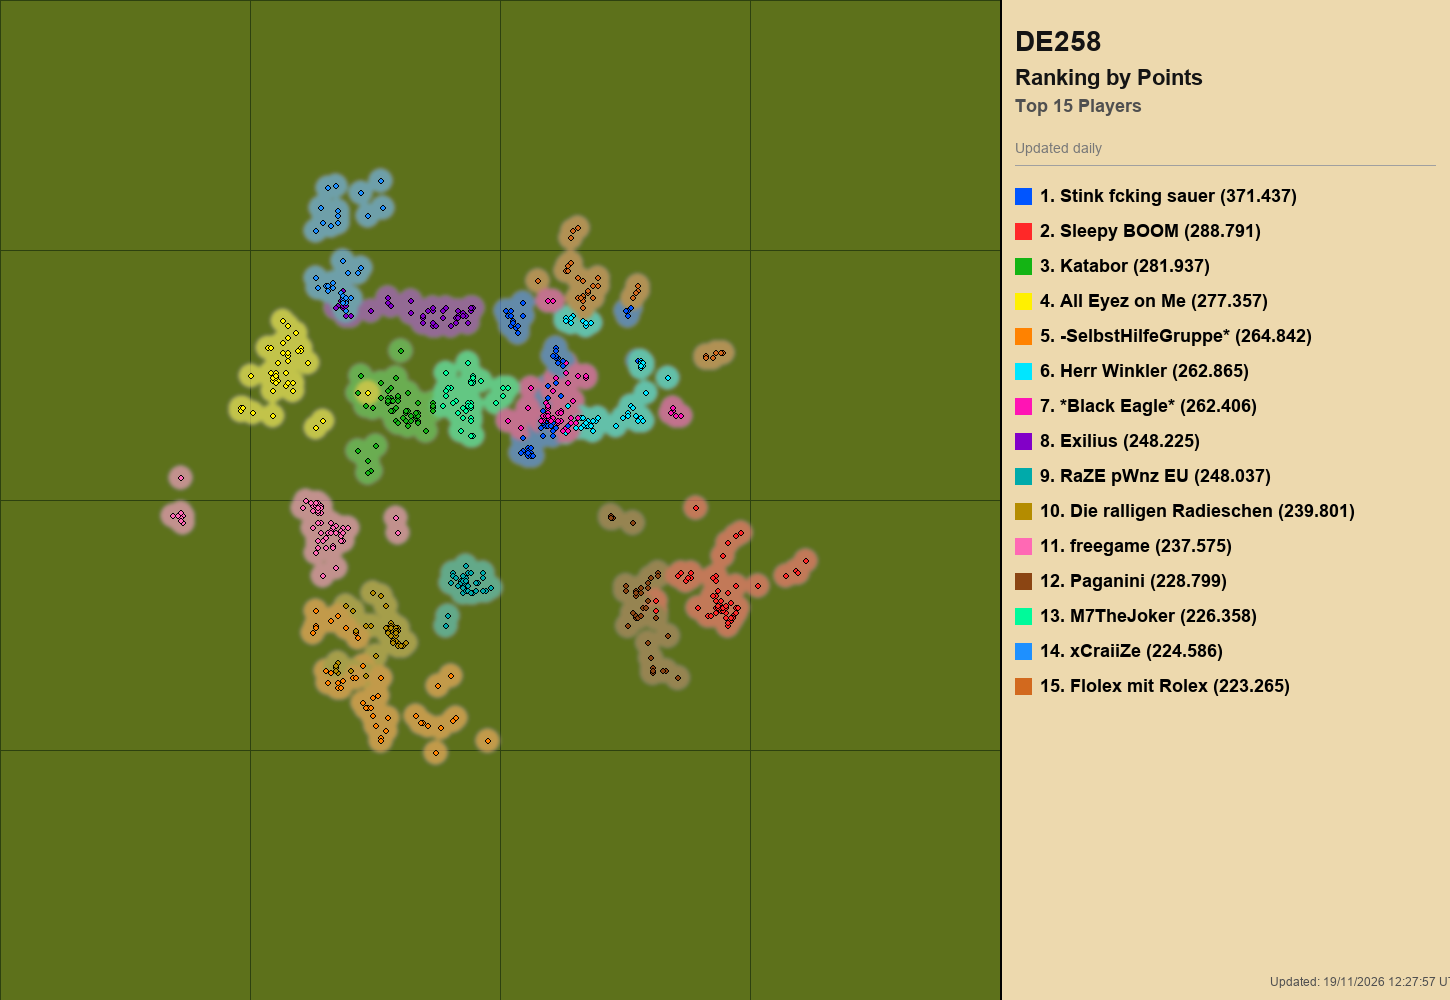 DE258
Ranking by Points
Top 15 Players
Updated daily
1. Stink fcking sauer (371.437)
2. Sleepy BOOM (288.791)
3. Katabor (281.937)
4. All Eyez on Me (277.357)
5. -SelbstHilfeGruppe* (264.842)
6. Herr Winkler (262.865)
7. *Black Eagle* (262.406)
8. Exilius (248.225)
9. RaZE pWnz EU (248.037)
10. Die ralligen Radieschen (239.801)
11. freegame (237.575)
12. Paganini (228.799)
13. M7TheJoker (226.358)
14. xCraiiZe (224.586)
15. Flolex mit Rolex (223.265)
Updated: 19/11/2026 12:27:57